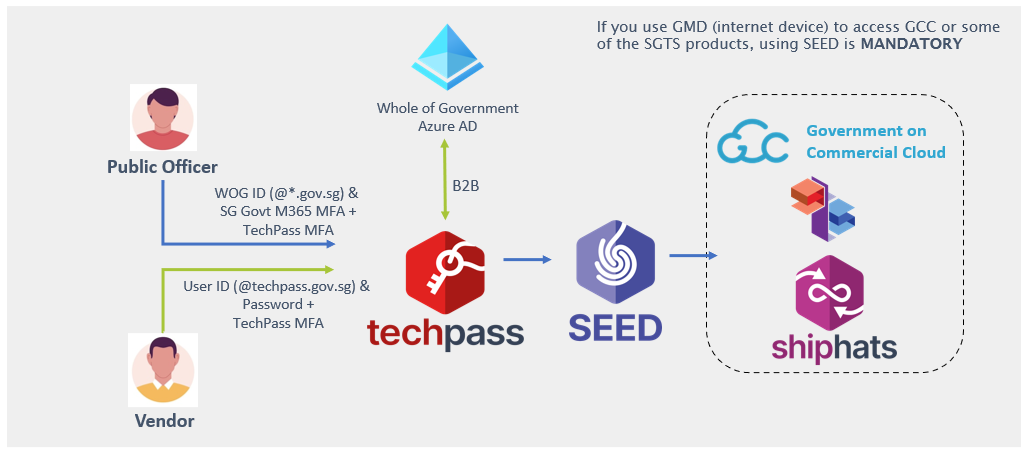 If you use GMD (internet device) to access GCC or some
of the SGTS products, using SEED is MANDATORY
Whole of Government
Azure AD
B2B
Public Officer
WOG ID (@*.gov.sg) &
SG Govt M365 MFA +
TechPass MFA
User ID (@techpass.gov.sg) &
Password +
TechPass MFA
Vendor
techpass
SEED
GCC
Government on
Commercial Cloud
shiphats